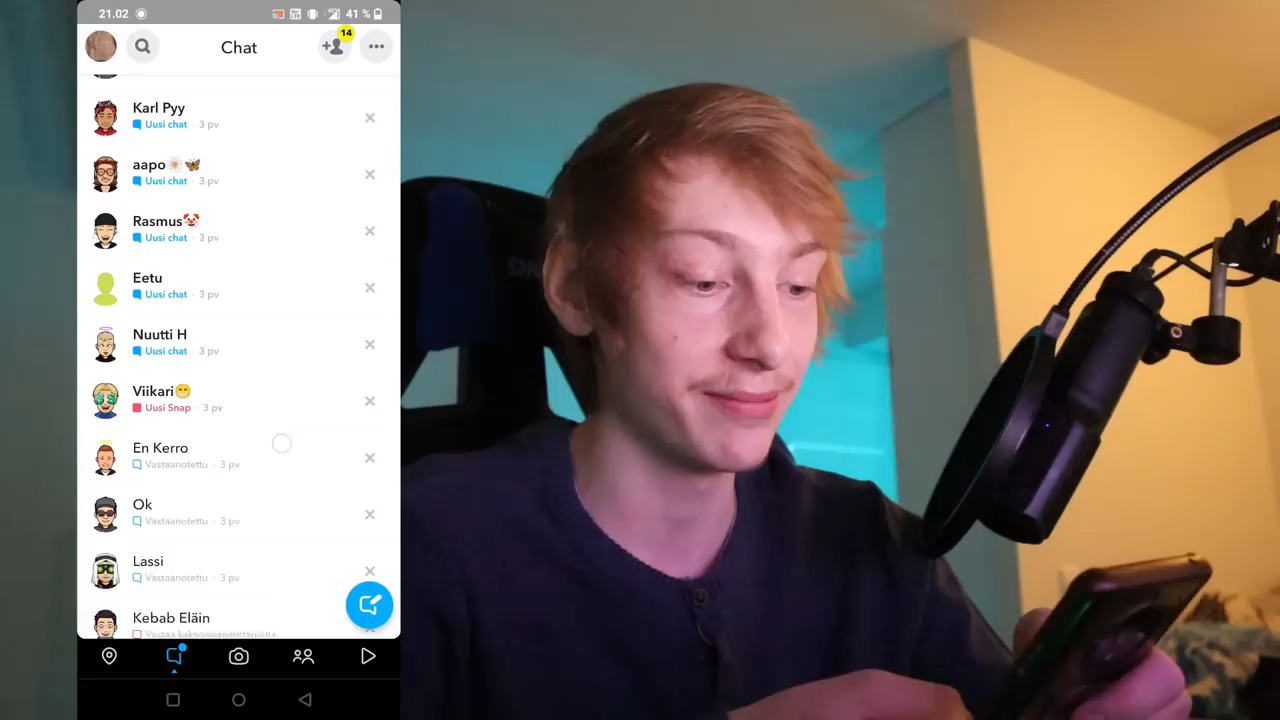 21.02 41 %
14
Chat
Karl Pyy
Uusi chat · 3 pv
aapo🌼🦋
Uusi chat · 3 pv
Rasmus🤡
Uusi chat · 3 pv
Eetu
Uusi chat · 3 pv
Nuutti H
Uusi chat · 3 pv
Viikari😁
Uusi Snap · 3 pv
En Kerro
Vastaanotettu · 3 pv
Ok
Vastaanotettu · 3 pv
Lassi
Vastaanotettu · 3 pv
Kebab Eläin